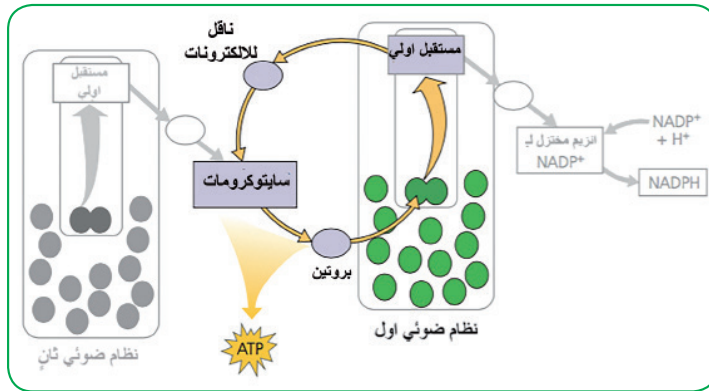 ناقل
للالكترونات
مستقبل اولي
مستقبل
اولي
NADP⁺
+ H⁺
انزيم مختزل لـ
NADP⁺
NADPH
سايتوكرومات
بروتين
نظام ضوئي اول
ATP
نظام ضوئي ثانٍ